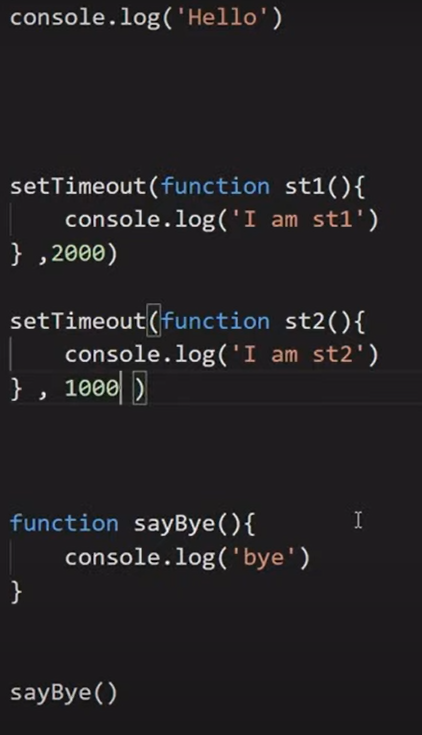 console.log('Hello')
setTimeout(function st1(){
    console.log('I am st1')
} ,2000)
setTimeout(function st2(){
    console.log('I am st2')
} , 1000 )
function sayBye(){
    console.log('bye')
}
sayBye()